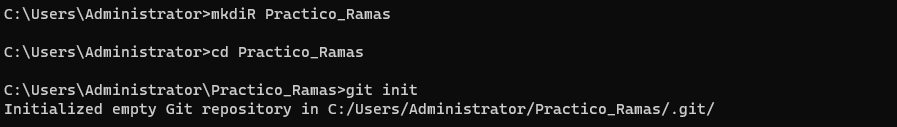 C:\Users\Administrator>mkdiR Practico_Ramas
C:\Users\Administrator>cd Practico_Ramas
C:\Users\Administrator\Practico_Ramas>git init
Initialized empty Git repository in C:/Users/Administrator/Practico_Ramas/.git/